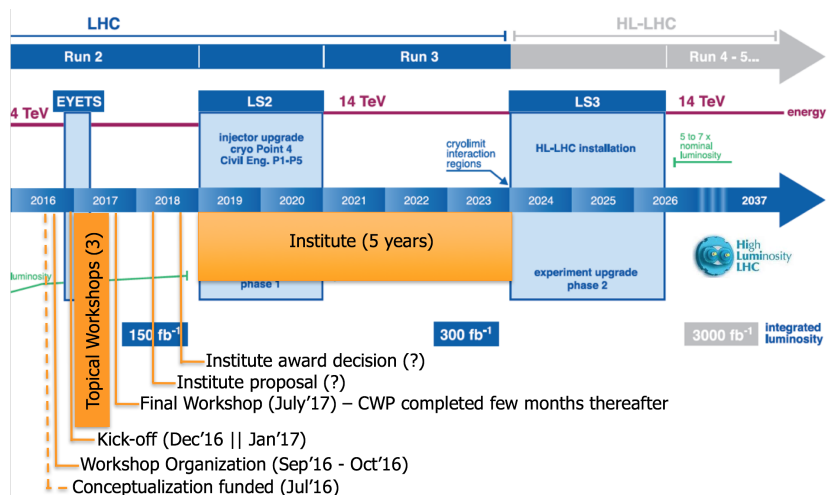 LHC
HL-LHC
Run 2
Run 3
Run 4 - 5...
EYETS
LS2
14 TeV
LS3
14 TeV
energy
4 TeV
injector upgrade
cryo Point 4
Civil Eng. P1-P5
cryolimit
interaction
regions
HL-LHC installation
5 to 7 x
nominal
luminosity
2016
2017
2018
2019
2020
2021
2022
2023
2024
2025
2026
2037
Topical Workshops (3)
Institute (5 years)
High
Luminosity
LHC
luminosity
phase 1
experiment upgrade
phase 2
150 fb-1
300 fb-1
3000 fb-1
integrated
luminosity
Institute award decision (?)
Institute proposal (?)
Final Workshop (July’17) – CWP completed few months thereafter
Kick-off (Dec’16 || Jan’17)
Workshop Organization (Sep’16 - Oct’16)
Conceptualization funded (Jul’16)